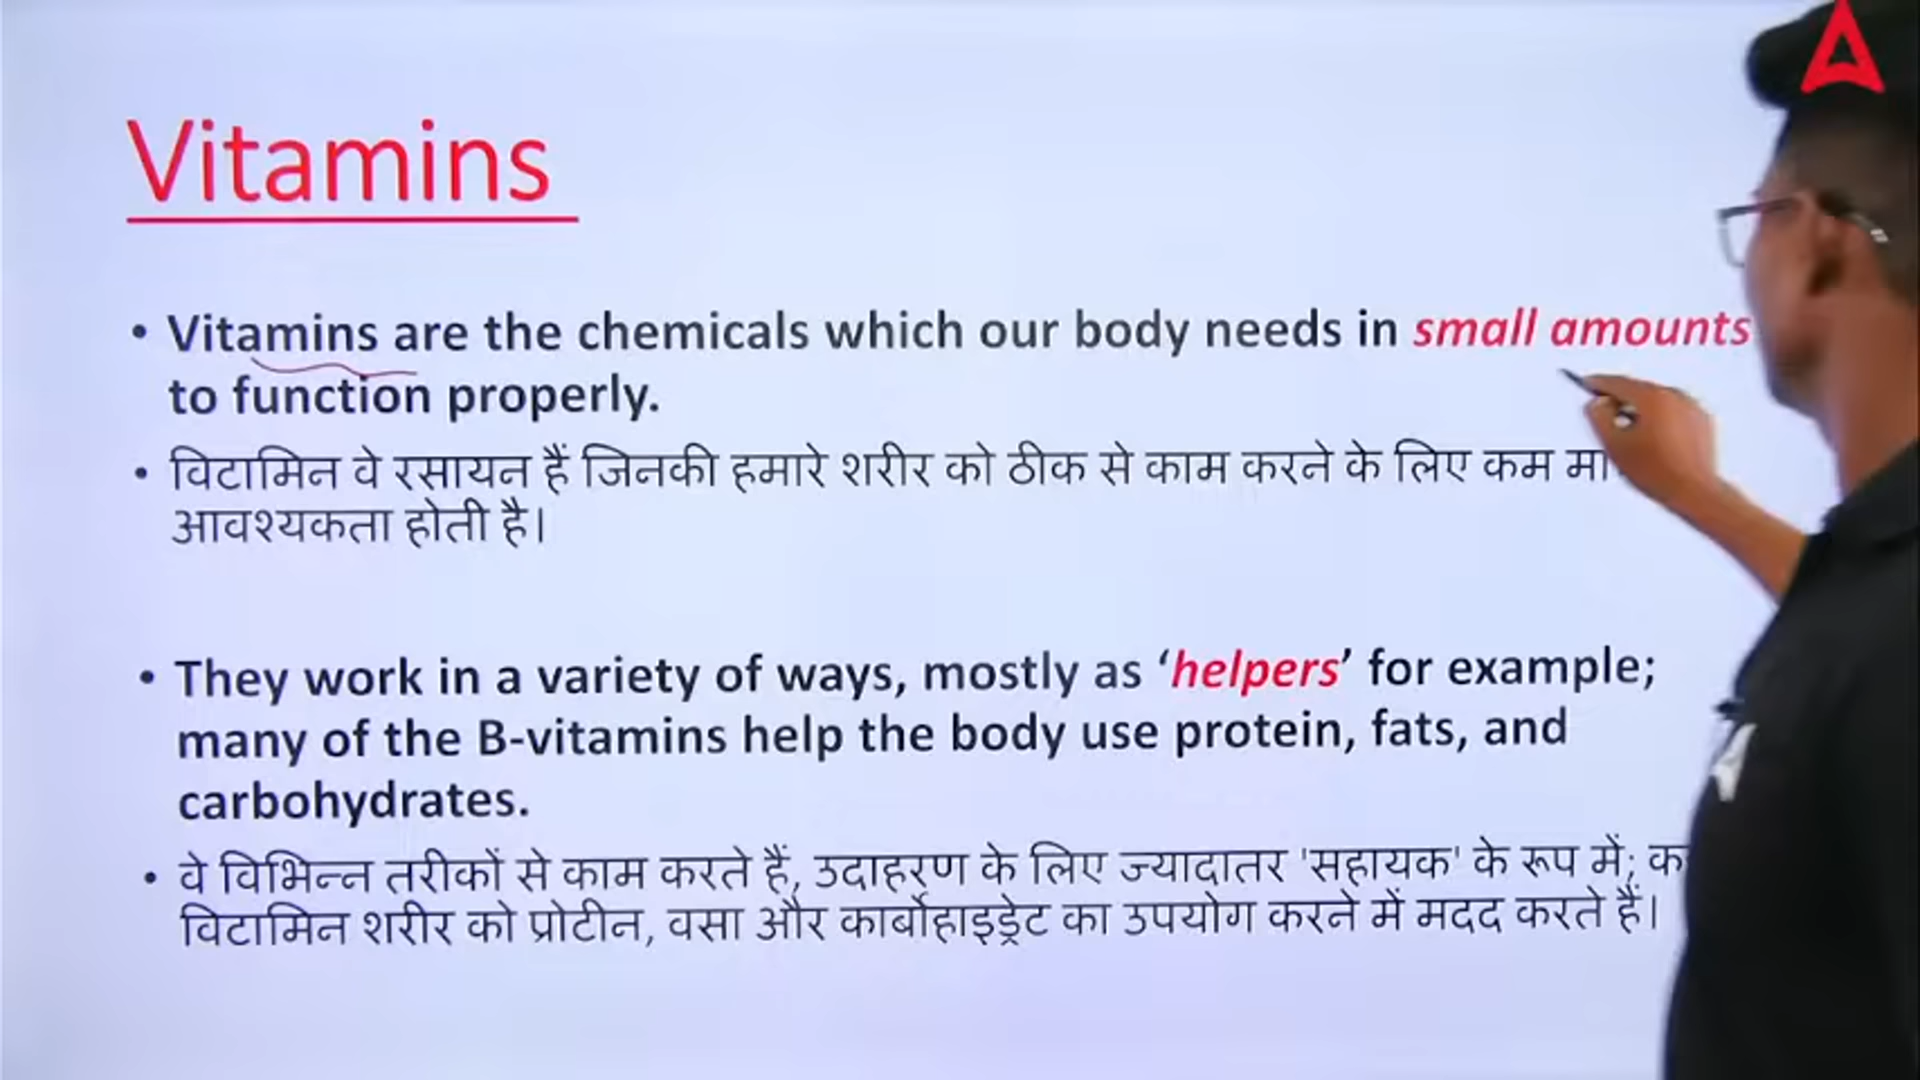 Vitamins
• Vitamins are the chemicals which our body needs in small amounts
to function properly.
• विटामिन वे रसायन हैं जिनकी हमारे शरीर को ठीक से काम करने के लिए कम
आवश्यकता होती है।
• They work in a variety of ways, mostly as ‘helpers’ for example;
many of the B-vitamins help the body use protein, fats, and
carbohydrates.
• वे विभिन्न तरीकों से काम करते हैं, उदाहरण के लिए ज्यादातर 'सहायक' के रूप में;
विटामिन शरीर को प्रोटीन, वसा और कार्बोहाइड्रेट का उपयोग करने में मदद करते हैं।